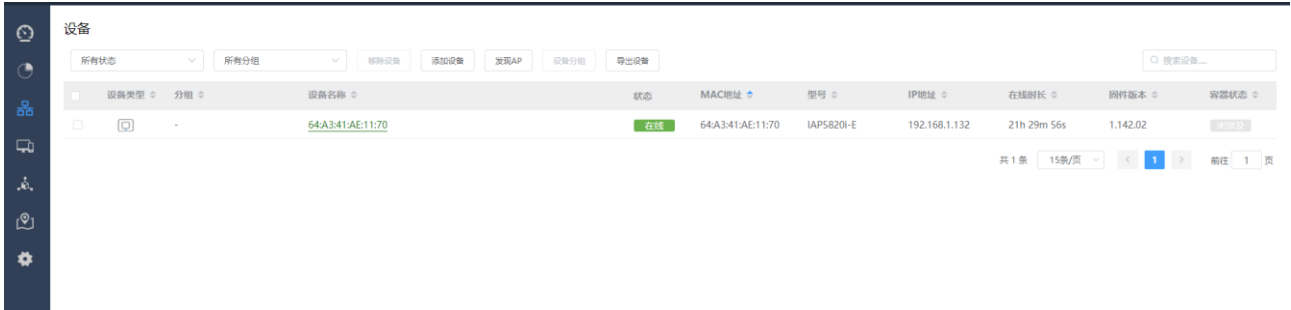 设备
所有状态 所有分组 移除设备 添加设备 发现AP 设备分组 导出设备 搜索设备...
设备类型 分组 设备名称 状态 MAC地址 型号 IP地址 在线时长 固件版本 容器状态
- 64:A3:41:AE:11:70 在线 64:A3:41:AE:11:70 IAP5820I-E 192.168.1.132 21h 29m 56s 1.142.02 未涉及
共 1 条 15条/页 1 前往 1 页